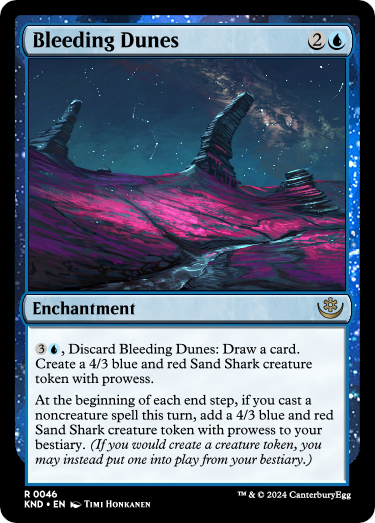 Bleeding Dunes 2
Enchantment
3, Discard Bleeding Dunes: Draw a card.
Create a 4/3 blue and red Sand Shark creature
token with prowess.
At the beginning of each end step, if you cast a
noncreature spell this turn, add a 4/3 blue and red
Sand Shark creature token with prowess to your
bestiary. (If you would create a creature token, you
may instead put one into play from your bestiary.)
R 0046
KND • EN Timi Honkanen
™ & © 2024 CanterburyEgg